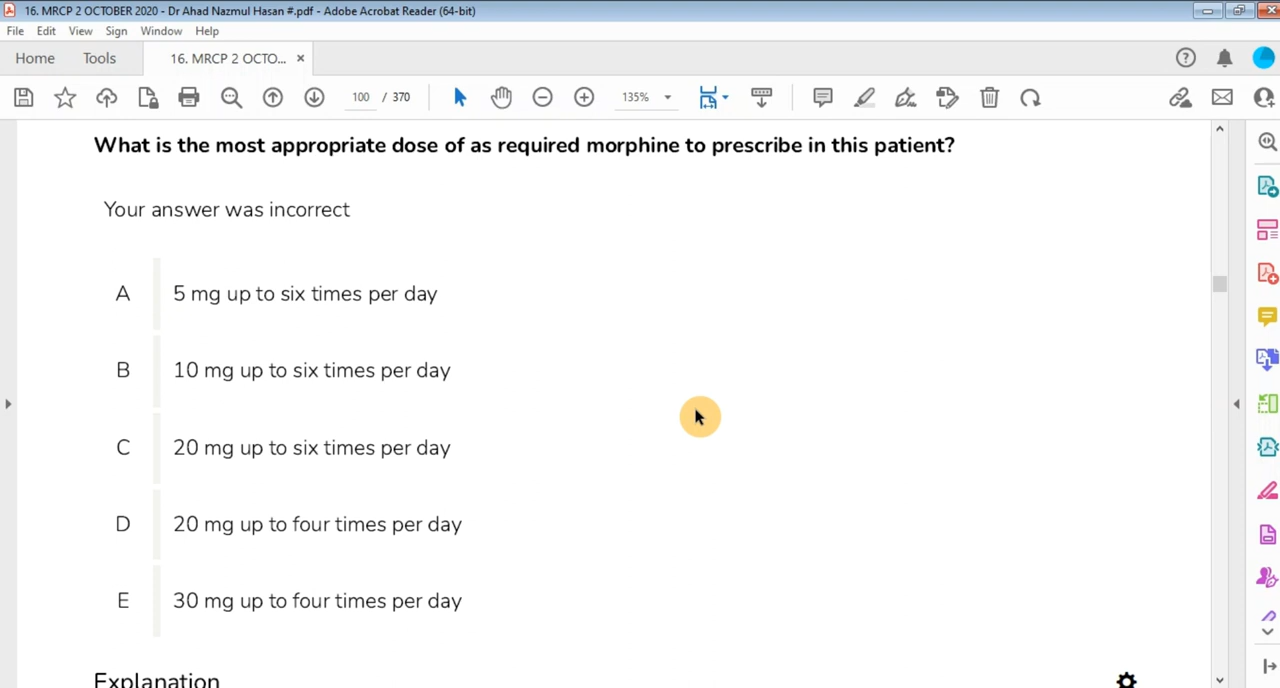 16. MRCP 2 OCTOBER 2020 - Dr Ahad Nazmul Hasan #.pdf - Adobe Acrobat Reader (64-bit)
File Edit View Sign Window Help
Home Tools 16. MRCP 2 OCTO... ×
100 / 370 135%
What is the most appropriate dose of as required morphine to prescribe in this patient?
Your answer was incorrect
A 5 mg up to six times per day
B 10 mg up to six times per day
C 20 mg up to six times per day
D 20 mg up to four times per day
E 30 mg up to four times per day
Explanation